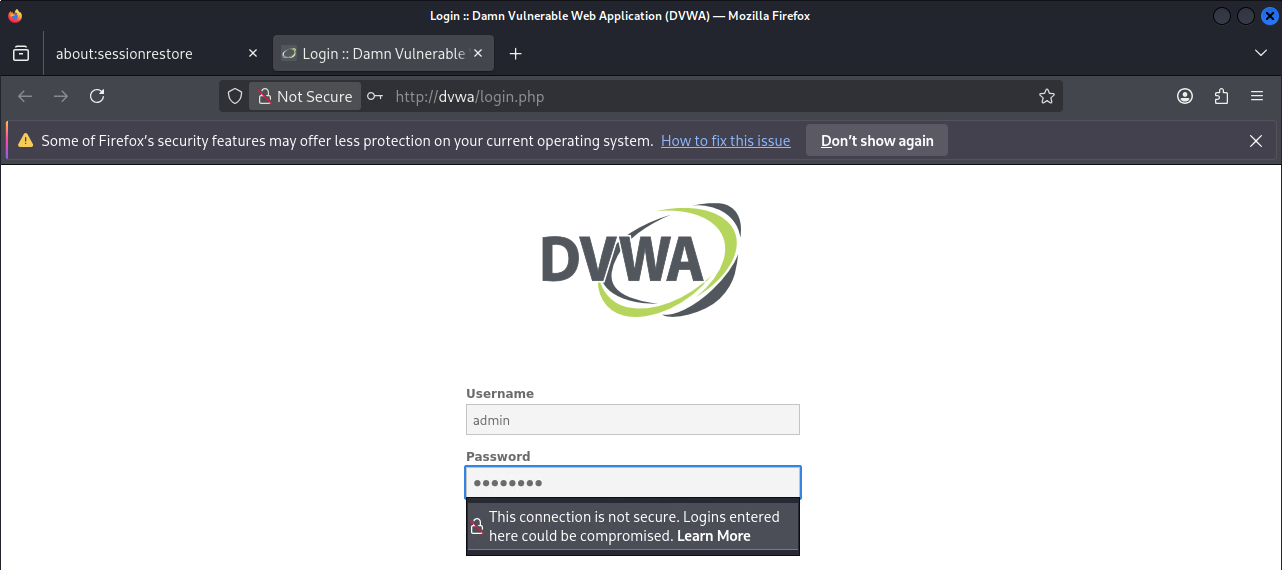 Login :: Damn Vulnerable Web Application (DVWA) — Mozilla Firefox
about:sessionrestore
Login :: Damn Vulnerable
Not Secure
http://dvwa/login.php
Some of Firefox's security features may offer less protection on your current operating system. How to fix this issue Don't show again
DVWA
Username
admin
Password
••••••••
This connection is not secure. Logins entered
here could be compromised. Learn More